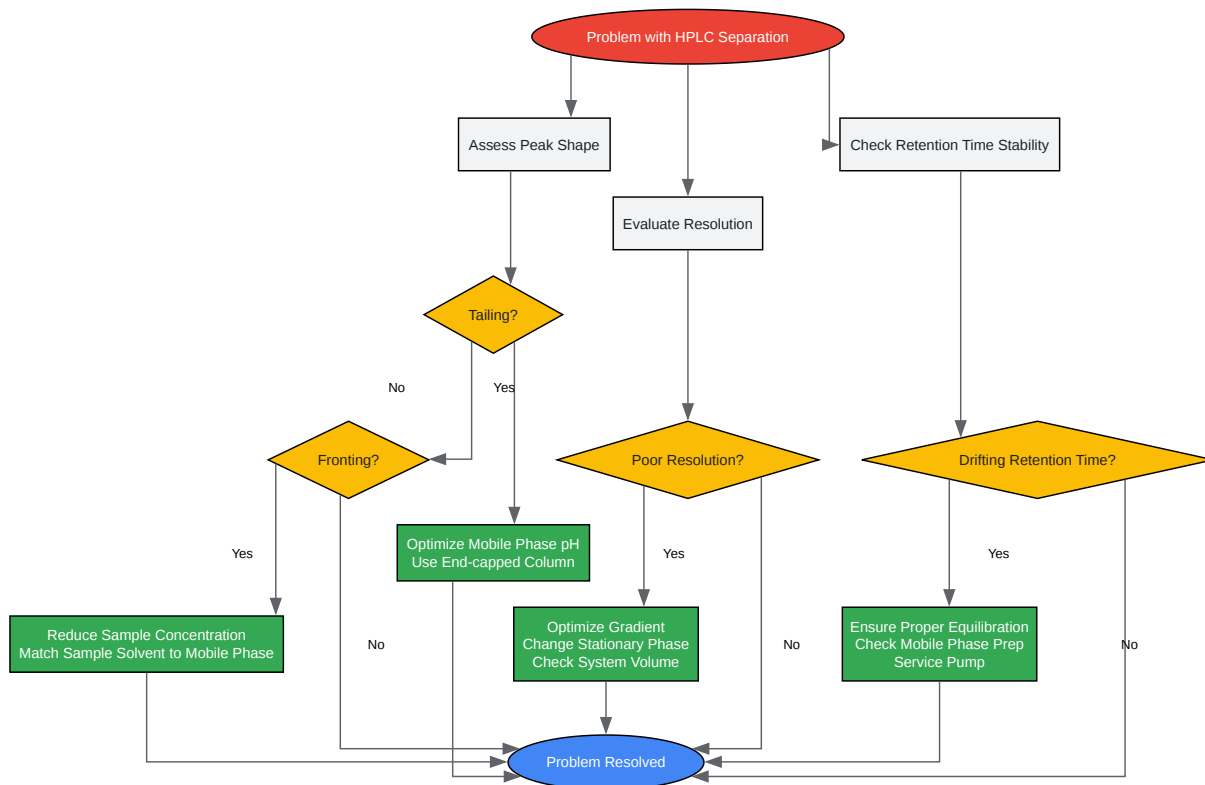 Problem with HPLC Separation
Assess Peak Shape
Check Retention Time Stability
Evaluate Resolution
Tailing?
No
Yes
Fronting?
Poor Resolution?
Drifting Retention Time?
Optimize Mobile Phase pH
Use End-capped Column
Yes
Yes
Yes
Reduce Sample Concentration
Match Sample Solvent to Mobile Phase
No
Optimize Gradient
Change Stationary Phase
Check System Volume
No
Ensure Proper Equilibration
Check Mobile Phase Prep
Service Pump
No
Problem Resolved